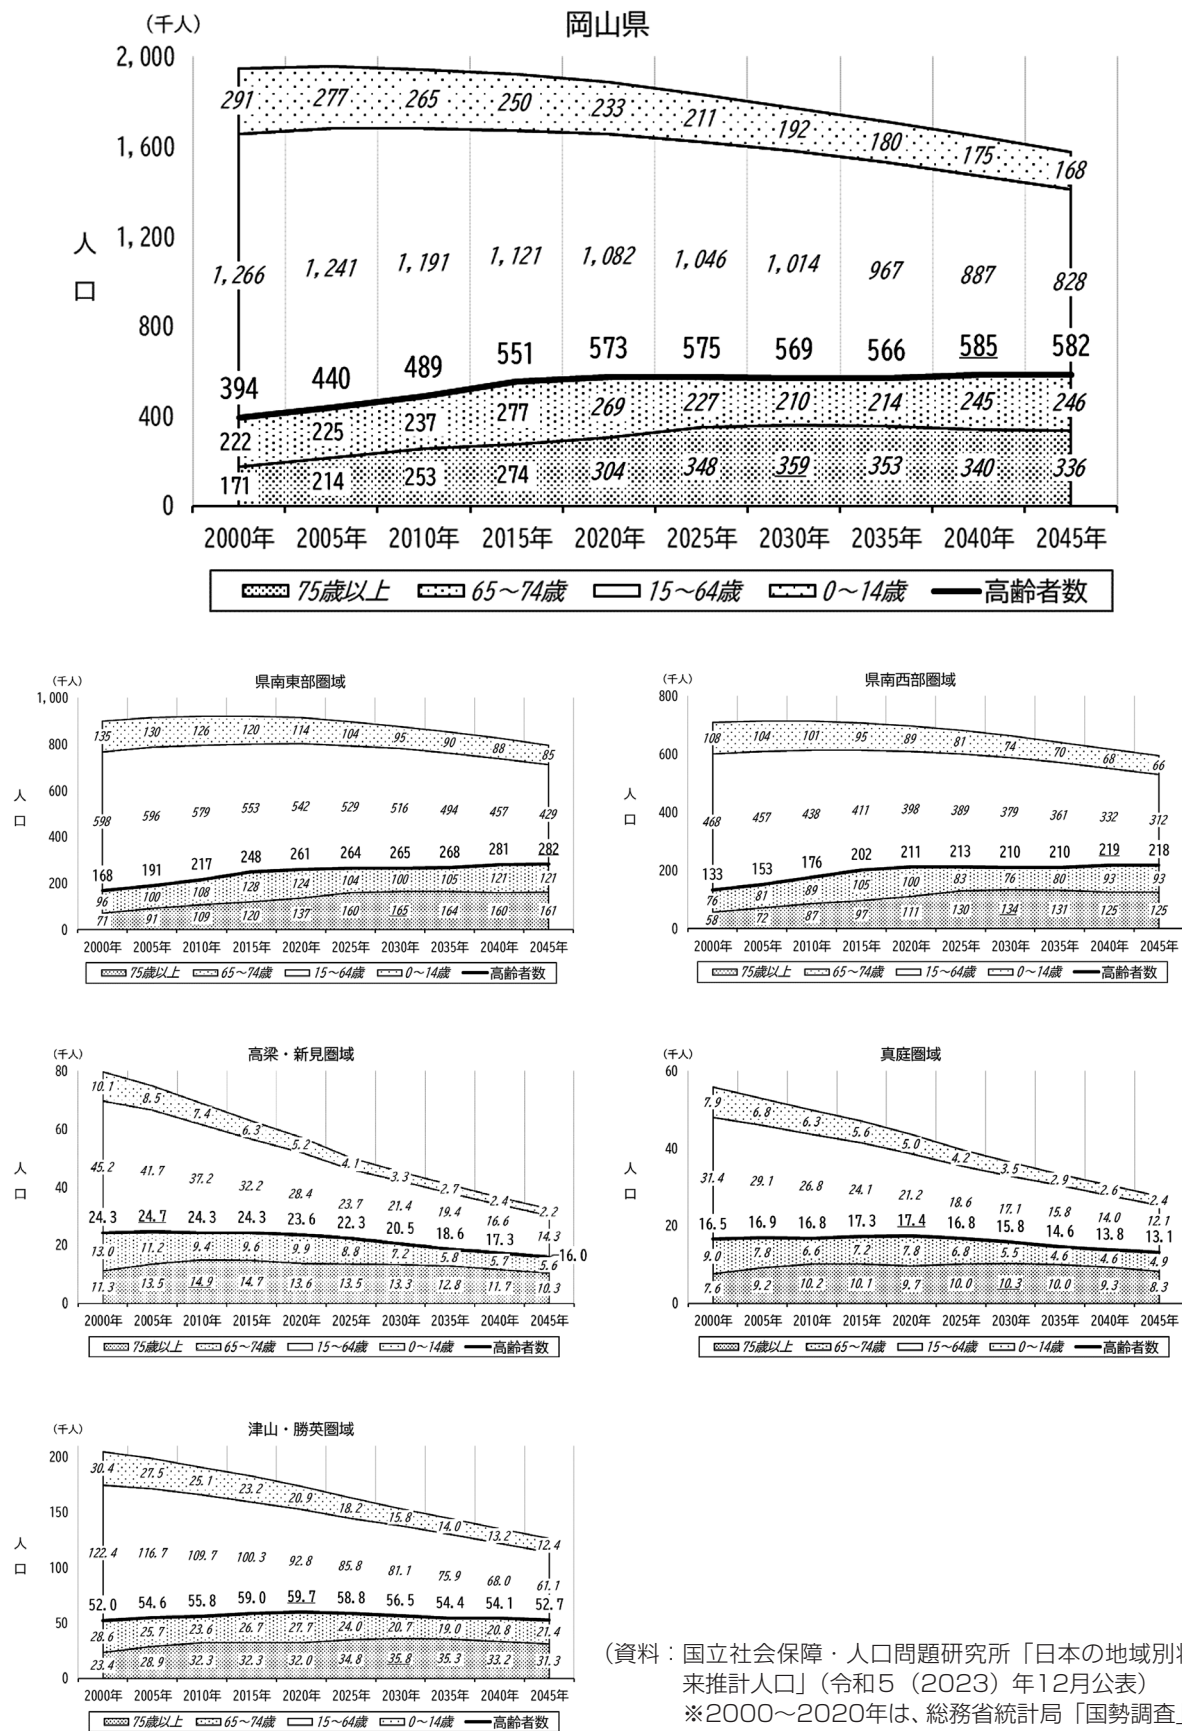 (千人)
岡山県
2,000
1,600
1,200
800
400
0
人
口
291 277 265 250 233 211 192 180 175 168
1,266 1,241 1,191 1,121 1,082 1,046 1,014 967 887 828
394 440 489 551 573 575 569 566 585 582
222 225 237 277 269 227 210 214 245 246
171 214 253 274 304 348 359 353 340 336
2000年 2005年 2010年 2015年 2020年 2025年 2030年 2035年 2040年 2045年
75歳以上 65~74歳 15~64歳 0~14歳 高齢者数
(千人)
県南東部圏域
1,000
800
600
400
200
0
人
口
135 130 126 120 114 104 95 90 88 85
598 596 579 553 542 529 516 494 457 429
168 191 217 248 261 264 265 268 281 282
96 100 108 128 124 104 100 105 121 121
71 91 109 120 137 160 165 164 160 161
2000年 2005年 2010年 2015年 2020年 2025年 2030年 2035年 2040年 2045年
75歳以上 65~74歳 15~64歳 0~14歳 高齢者数
(千人)
県南西部圏域
800
600
400
200
0
人
口
108 104 101 95 89 81 74 70 68 66
468 457 438 411 398 389 379 361 332 312
133 153 176 202 211 213 210 210 219 218
76 81 89 105 100 83 76 80 93 93
58 72 87 97 111 130 134 131 125 125
2000年 2005年 2010年 2015年 2020年 2025年 2030年 2035年 2040年 2045年
75歳以上 65~74歳 15~64歳 0~14歳 高齢者数
(千人)
高梁・新見圏域
80
60
40
20
0
人
口
10.1 8.5 7.4 6.3 5.2 4.1 3.3 2.7 2.4 2.2
45.2 41.7 37.2 32.2 28.4 23.7 21.4 19.4 16.6 14.3
24.3 24.7 24.3 24.3 23.6 22.3 20.5 18.6 17.3 16.0
13.0 11.2 9.4 9.6 9.9 8.8 7.2 5.8 5.7 5.6
11.3 13.5 14.9 14.7 13.6 13.5 13.3 12.8 11.7 10.3
2000年 2005年 2010年 2015年 2020年 2025年 2030年 2035年 2040年 2045年
75歳以上 65~74歳 15~64歳 0~14歳 高齢者数
(千人)
真庭圏域
60
40
20
0
人
口
7.9 6.8 6.3 5.6 5.0 4.2 3.5 2.9 2.6 2.4
31.4 29.1 26.8 24.1 21.2 18.6 17.1 15.8 14.0 12.1
16.5 16.9 16.8 17.3 17.4 16.8 15.8 14.6 13.8 13.1
9.0 7.8 6.6 7.2 7.8 6.8 5.5 4.6 4.6 4.9
7.6 9.2 10.2 10.1 9.7 10.0 10.3 10.0 9.3 8.3
2000年 2005年 2010年 2015年 2020年 2025年 2030年 2035年 2040年 2045年
75歳以上 65~74歳 15~64歳 0~14歳 高齢者数
(千人)
津山・勝英圏域
200
150
100
50
0
人
口
30.4 27.5 25.1 23.2 20.9 18.2 15.8 14.0 13.2 12.4
122.4 116.7 109.7 100.3 92.8 85.8 81.1 75.9 68.0 61.1
52.0 54.6 55.8 59.0 59.7 58.8 56.5 54.4 54.1 52.7
28.6 25.7 23.6 26.7 27.7 24.0 20.7 19.0 20.8 21.4
23.4 28.9 32.3 32.3 32.0 34.8 35.8 35.3 33.2 31.3
2000年 2005年 2010年 2015年 2020年 2025年 2030年 2035年 2040年 2045年
75歳以上 65~74歳 15~64歳 0~14歳 高齢者数
(資料:国立社会保障・人口問題研究所「日本の地域別将
来推計人口」(令和5(2023)年12月公表)
※2000~2020年は、総務省統計局「国勢調査」